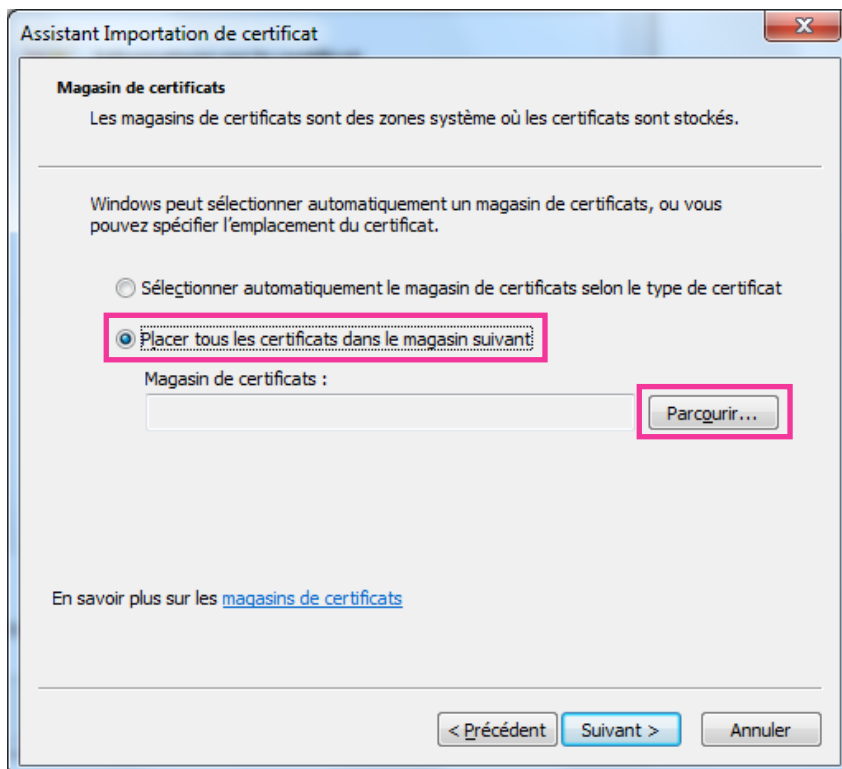 Assistant Importation de certificat
Magasin de certificats
Les magasins de certificats sont des zones système où les certificats sont stockés.
Windows peut sélectionner automatiquement un magasin de certificats, ou vous
pouvez spécifier l'emplacement du certificat.
Sélectionner automatiquement le magasin de certificats selon le type de certificat
Placer tous les certificats dans le magasin suivant
Magasin de certificats :
Parcourir...
En savoir plus sur les magasins de certificats
< Précédent
Suivant >
Annuler